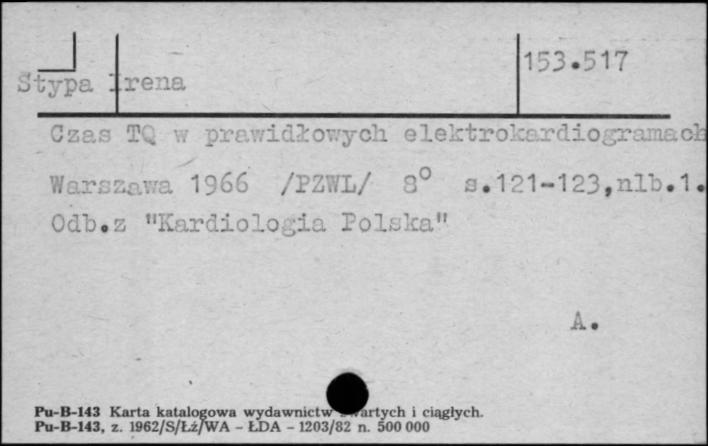 153.517
Stypa Irena
Czas TQ w prawidłowych elektrokardiogramach
Warszawa 1966 /PZWL/ 8° s.121-123,nlb.1.
Odb.z "Kardiologia Polska"
A.
Pu-B-143 Karta katalogowa wydawnictw zwartych i ciągłych.
Pu-B-143, z. 1962/S/Łź/WA - ŁDA - 1203/82 n. 500 000